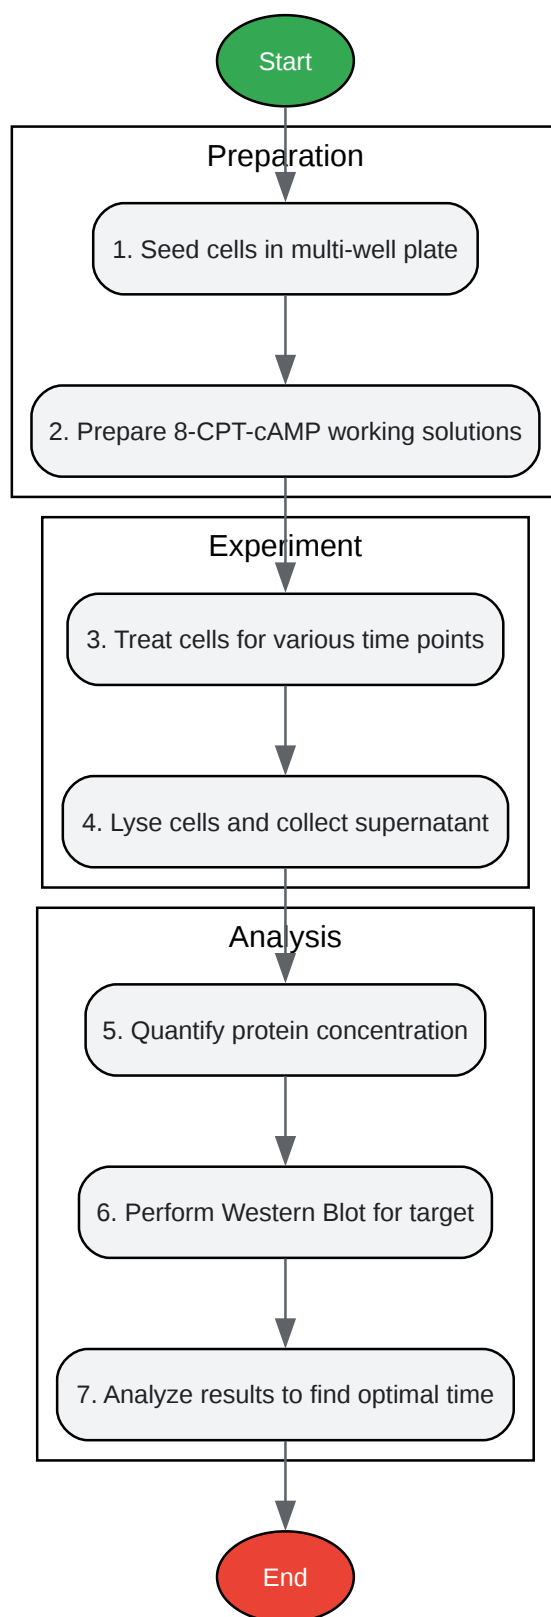 Start
Preparation
1. Seed cells in multi-well plate
2. Prepare 8-CPT-cAMP working solutions
Experiment
3. Treat cells for various time points
4. Lyse cells and collect supernatant
Analysis
5. Quantify protein concentration
6. Perform Western Blot for target
7. Analyze results to find optimal time
End